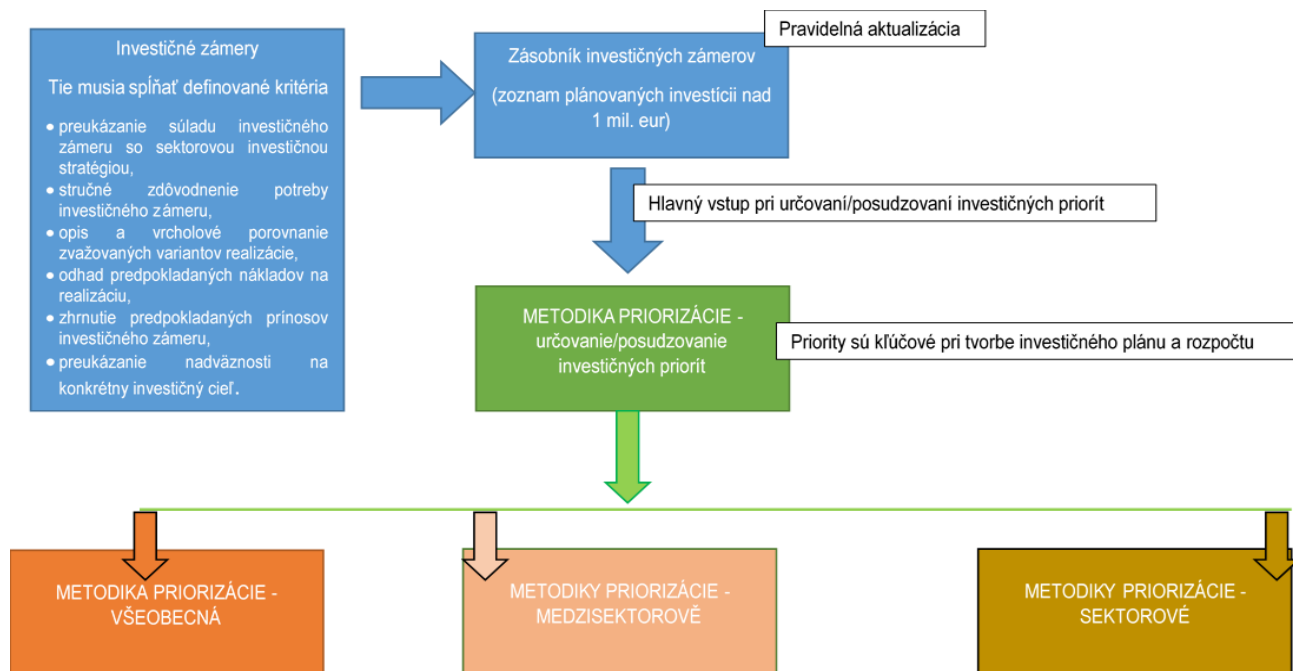 Investičné zámery
Tie musia spĺňať definované kritéria
• preukázanie súladu investičného
zámeru so sektorovou investičnou
stratégiou,
• stručné zdôvodnenie potreby
investičného zámeru,
• opis a vrcholové porovnanie
zvažovaných variantov realizácie,
• odhad predpokladaných nákladov na
realizáciu,
• zhrnutie predpokladaných prínosov
investičného zámeru,
• preukázanie nadväznosti na
konkrétny investičný cieľ.
Pravidelná aktualizácia
Zásobník investičných zámerov
(zoznam plánovaných investícii nad
1 mil. eur)
Hlavný vstup pri určovaní/posudzovaní investičných priorít
METODIKA PRIORIZÁCIE -
určovanie/posudzovanie
investičných priorít
Priority sú kľúčové pri tvorbe investičného plánu a rozpočtu
METODIKA PRIORIZÁCIE -
VŠEOBECNÁ
METODIKY PRIORIZÁCIE -
MEDZISEKTOROVĚ
METODIKY PRIORIZÁCIE -
SEKTOROVÉ